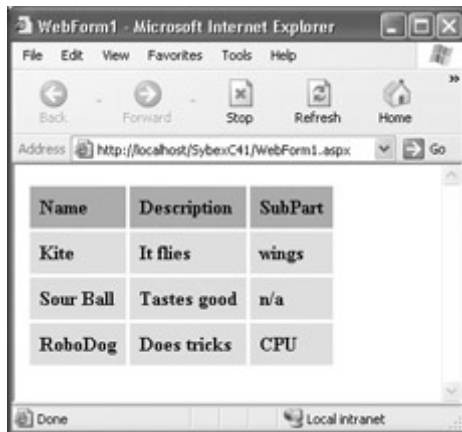 WebForm1 - Microsoft Internet Explorer
File Edit View Favorites Tools Help
Back Forward Stop Refresh Home »
Address http://localhost/SybexC41/WebForm1.aspx Go
Name Description SubPart
Kite It flies wings
Sour Ball Tastes good n/a
RoboDog Does tricks CPU
Done Local intranet